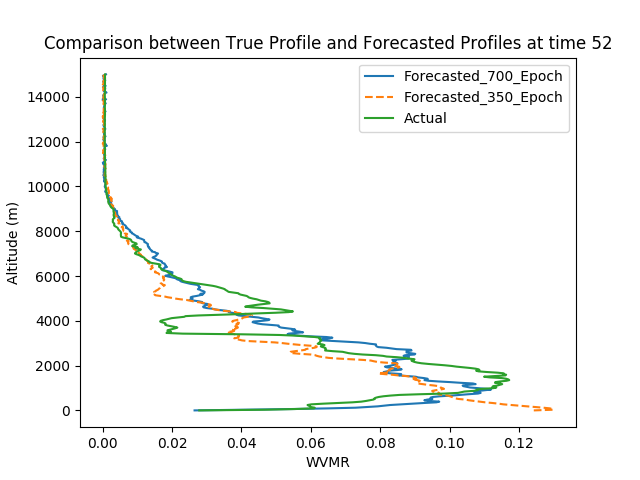 Comparison between True Profile and Forecasted Profiles at time 52
Forecasted_700_Epoch
Forecasted_350_Epoch
Actual
Altitude (m)
14000
12000
10000
8000
6000
4000
2000
0
0.00 0.02 0.04 0.06 0.08 0.10 0.12
WVMR